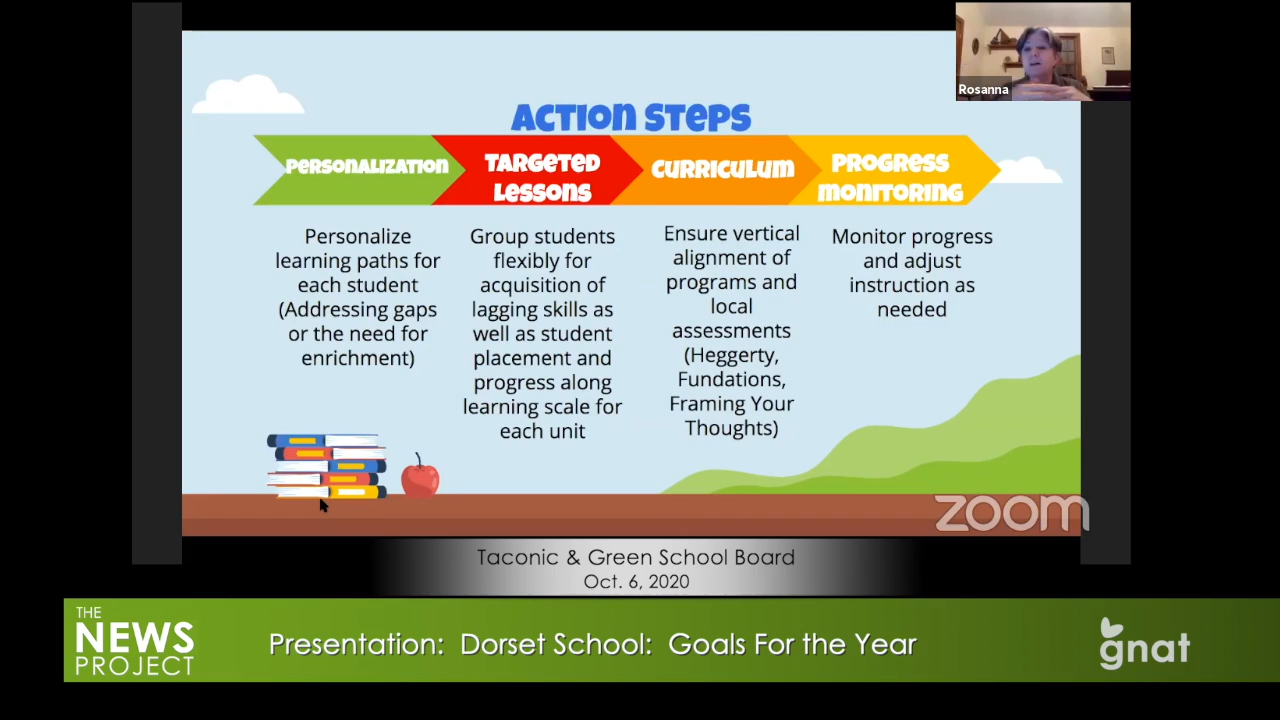 Rosanna
ACTION STEPS
PERSONALIZATION
TARGETED
LESSONS
CURRICULUM
PROGRESS
MONITORING
Personalize
learning paths for
each student
(Addressing gaps
or the need for
enrichment)
Group students
flexibly for
acquisition of
lagging skills as
well as student
placement and
progress along
learning scale for
each unit
Ensure vertical
alignment of
programs and
local
assessments
(Heggerty,
Fundations,
Framing Your
Thoughts)
Monitor progress
and adjust
instruction as
needed
zoom
Taconic & Green School Board
Oct. 6, 2020
THE
NEWS
PROJECT
Presentation: Dorset School: Goals For the Year
gnat